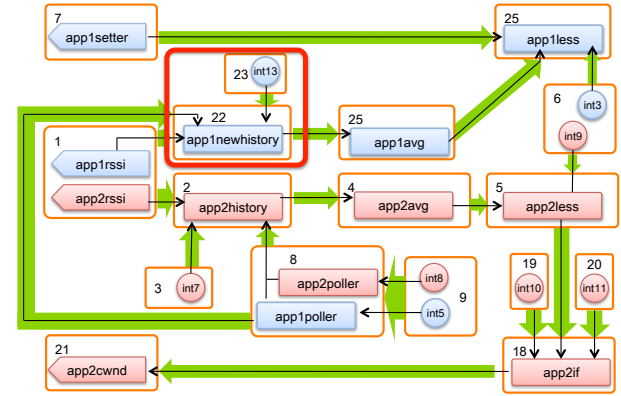 7
app1setter
25
app1less
23
int13
6
int3
int9
22
app1newhistory
25
app1avg
1
app1rssi
app2rssi
2
app2history
4
app2avg
5
app2less
3
int7
8
app2poller
app1poller
int8
int5
9
19
int10
20
int11
21
app2cwnd
18
app2if